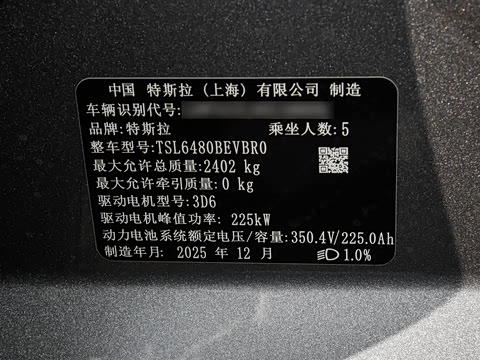 中国 特斯拉(上海)有限公司 制造
车辆识别代号:
品牌:特斯拉 乘坐人数:5
整车型号:TSL6480BEVBR0
最大允许总质量:2402 kg
最大允许牵引质量:0 kg
驱动电机型号:3D6
驱动电机峰值功率: 225kW
动力电池系统额定电压/容量:350.4V/225.0Ah
制造年月: 2025 年 12 月 1.0%